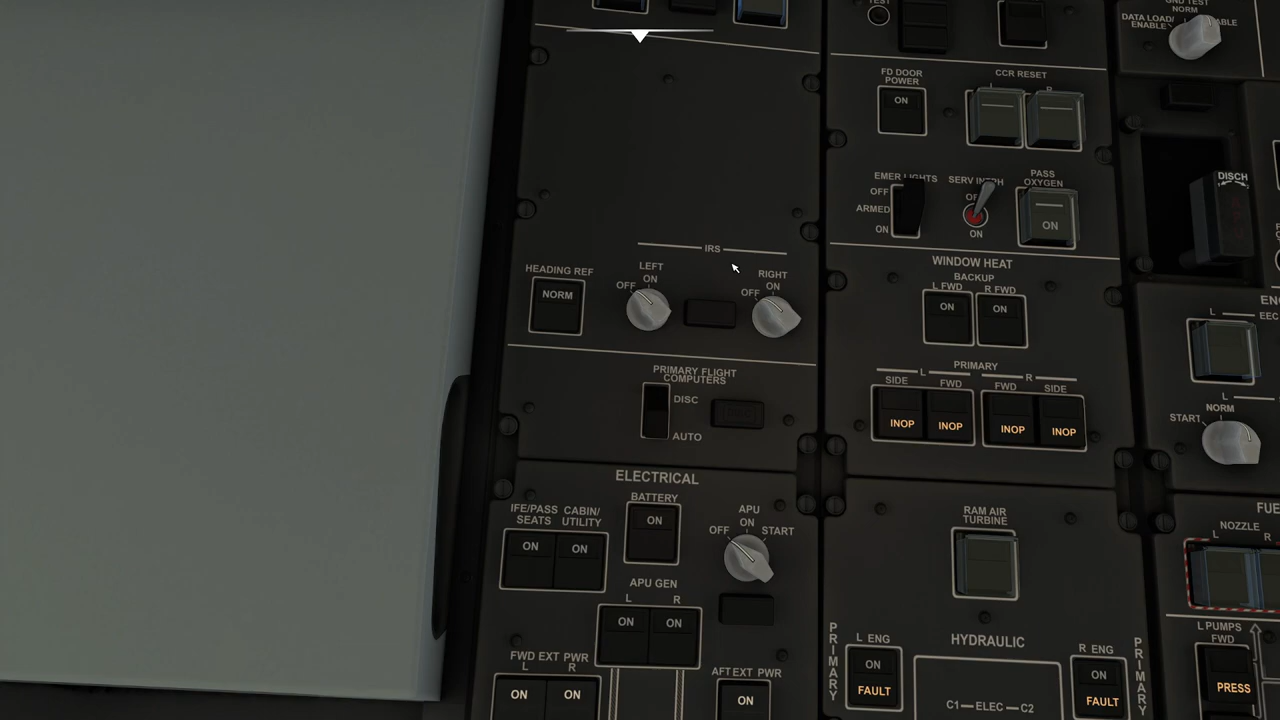 TEST
GND TEST
NORM
DATA LOAD/
ENABLE
FD DOOR
POWER
ON
CCR RESET
L
R
EMER LIGHTS
OFF
ARMED
ON
SERV INTPH
OFF
ON
PASS
OXYGEN
ON
DISCH
IRS
HEADING REF
NORM
LEFT
ON
OFF
RIGHT
ON
OFF
WINDOW HEAT
BACKUP
L FWD
R FWD
ON
ON
PRIMARY
L
R
SIDE
FWD
FWD
SIDE
INOP
INOP
INOP
INOP
L
EEC
L
NORM
START
PRIMARY FLIGHT
COMPUTERS
DISC
AUTO
DISC
ELECTRICAL
IFE/PASS
SEATS
CABIN/
UTILITY
ON
ON
BATTERY
ON
APU
ON
OFF
START
APU GEN
L
R
ON
ON
FWD EXT PWR
L
R
ON
ON
AFT EXT PWR
ON
RAM AIR
TURBINE
HYDRAULIC
PRIMARY
L ENG
ON
FAULT
C1
ELEC
C2
R ENG
ON
FAULT
PRIMARY
NOZZLE
L
R
L PUMPS
FWD
PRESS